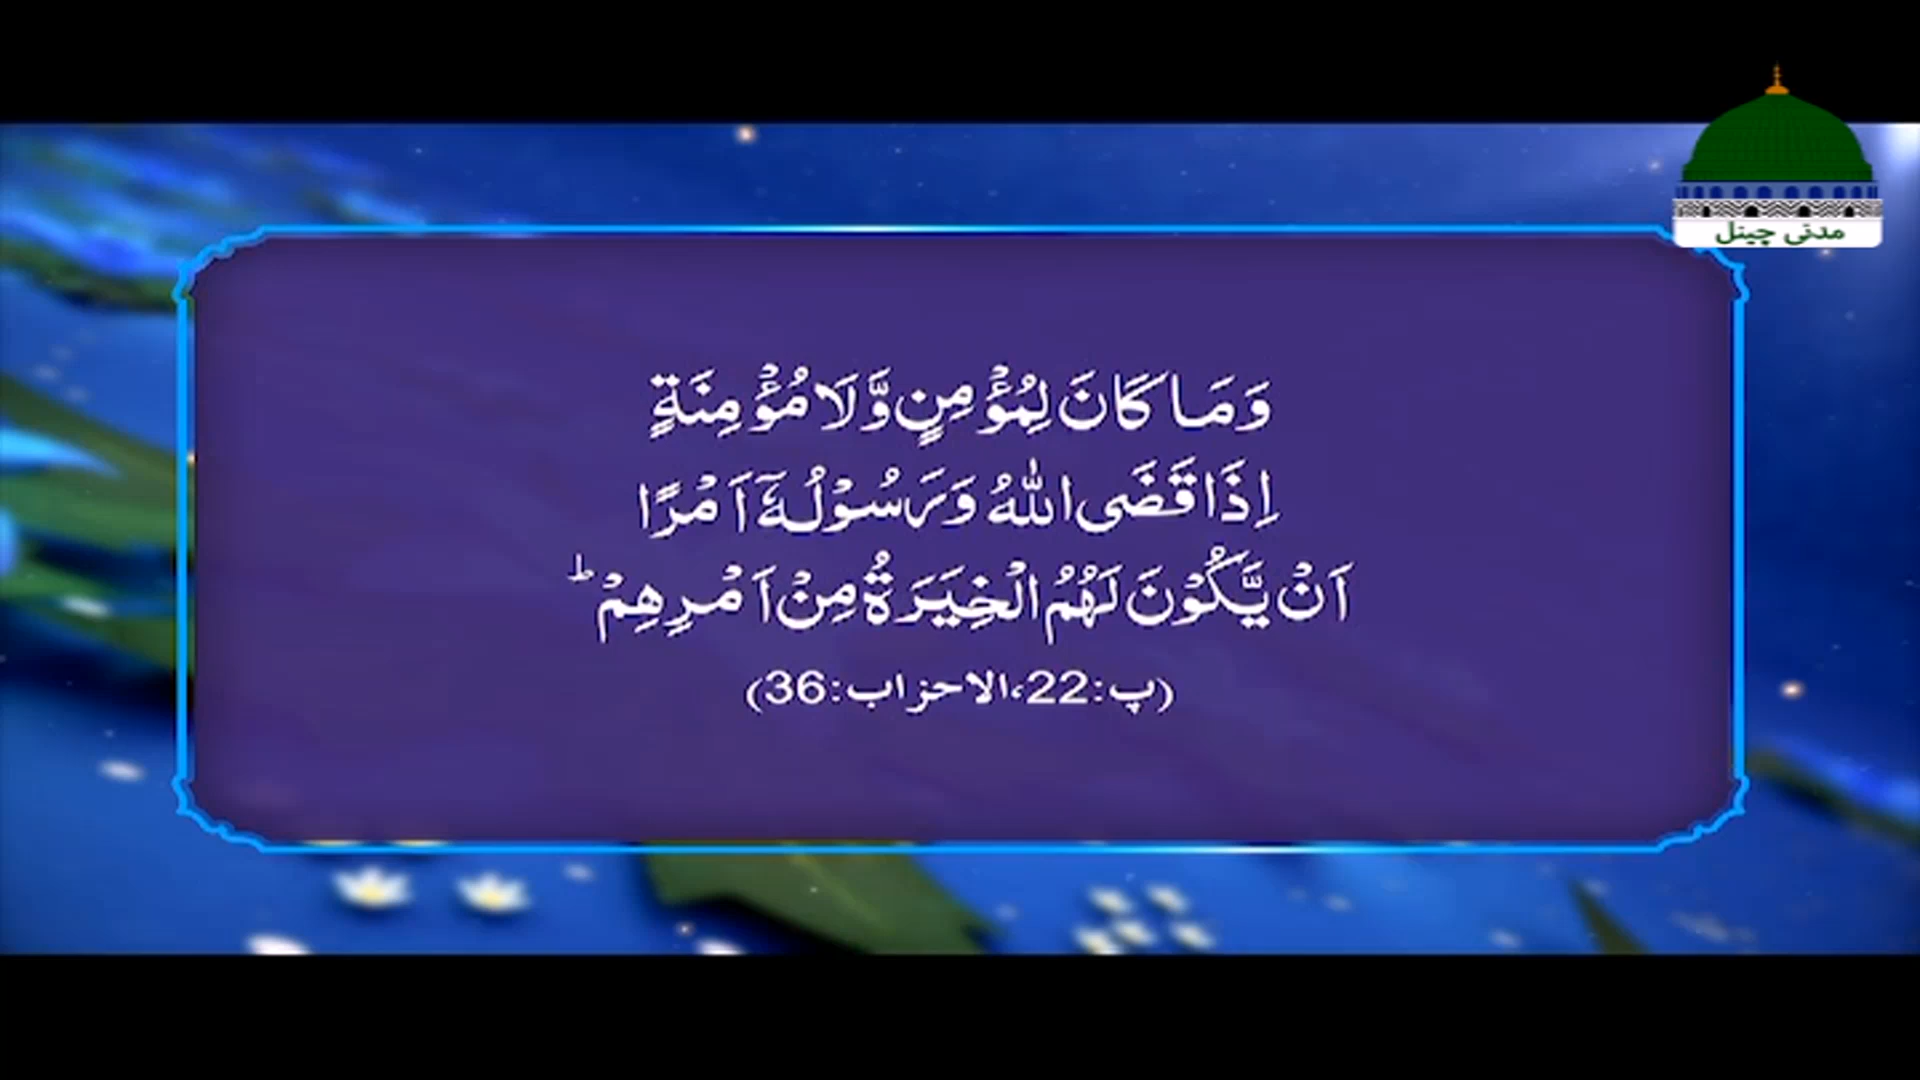 مدنی چینل
وَمَا كَانَ لِمُؤْمِنٍ وَّلَا مُؤْمِنَةٍ
اِذَا قَضَى اللّٰهُ وَرَسُوْلُهٗۤ اَمْرًا
اَنْ يَّكُوْنَ لَهُمُ الْخِيَرَةُ مِنْ اَمْرِهِمْ ؕ
(پ:22،الاحزاب:36)